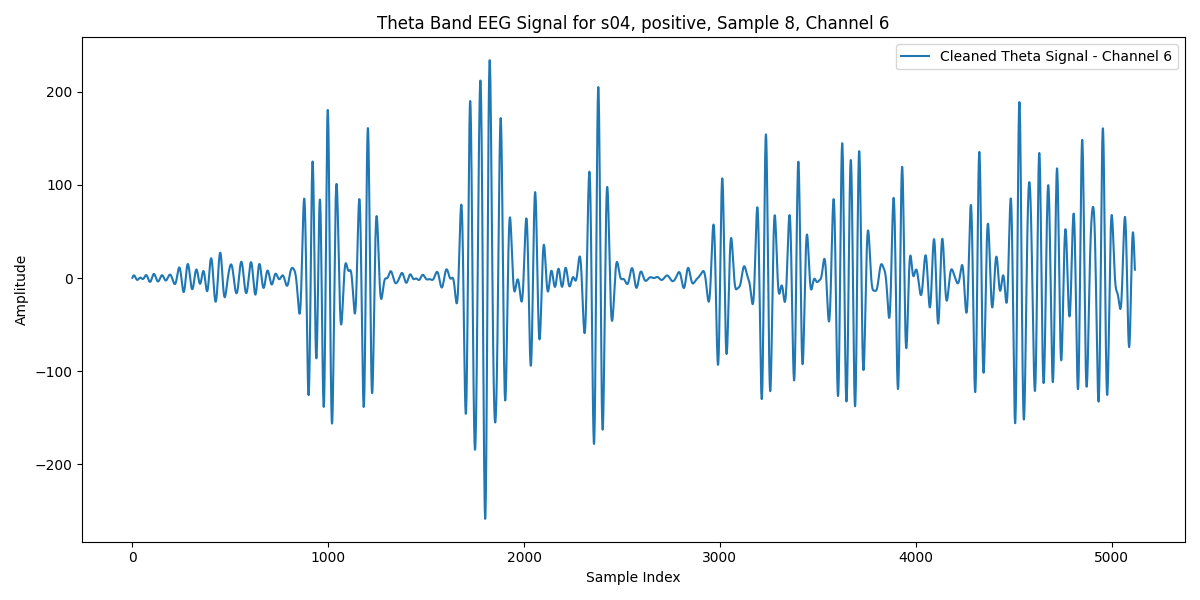 Theta Band EEG Signal for s04, positive, Sample 8, Channel 6
Cleaned Theta Signal - Channel 6
Amplitude
200
100
0
−100
−200
0 1000 2000 3000 4000 5000
Sample Index